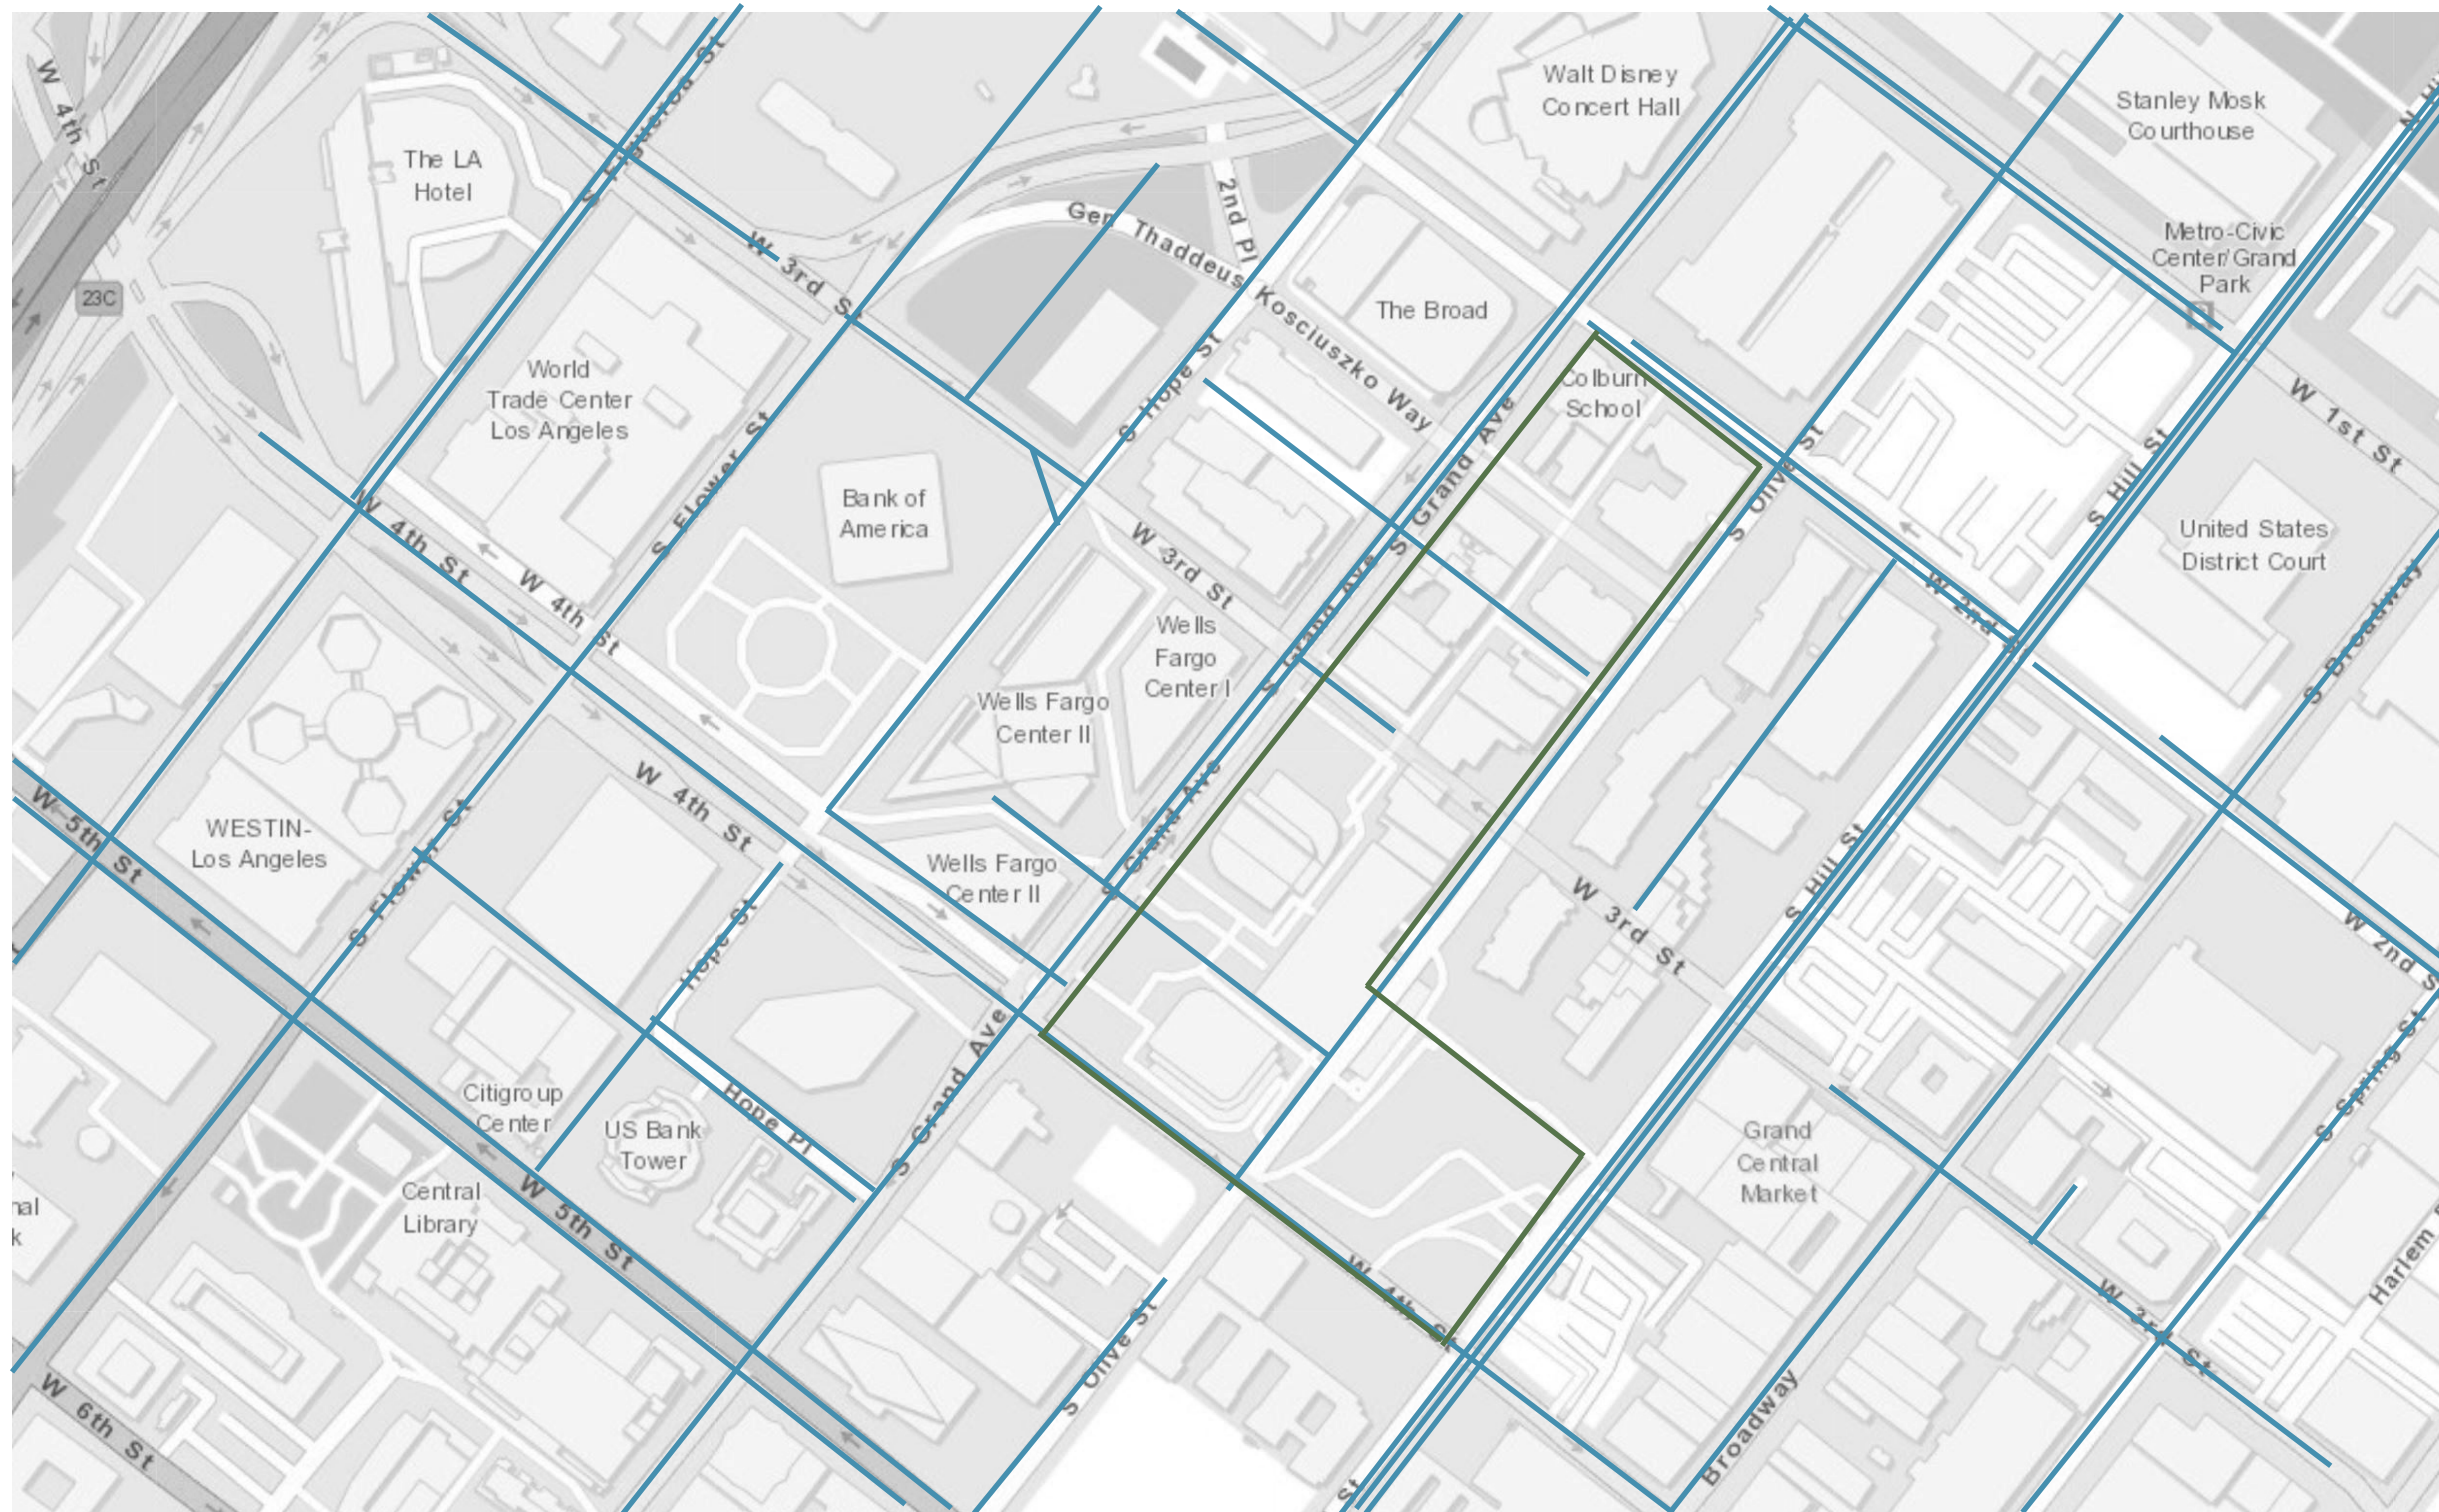 W 4th St
S Figueroa St
Walt Disney
Concert Hall
Stanley Mosk
Courthouse
The LA
Hotel
2nd Pl
Gen Thaddeus Kosciuszko Way
Metro-Civic
Center/Grand
Park
W 3rd St
23C
The Broad
World
Trade Center
Los Angeles
S Hope St
Colburn
School
W 1st St
S Flower St
Bank of
America
S Grand Ave
S Olive St
S Hill St
United States
District Court
W 4th St
W 4th St
W 3rd St
S Grand Ave
W 2nd
S Broadway
Wells
Fargo
Center I
Wells Fargo
Center II
W 5th St
WESTIN-
Los Angeles
S Flower St
W 4th St
S Grand Ave
Wells Fargo
Center II
S Hill St
W 3rd St
W 2nd S
Hope St
S Grand Ave
Citigroup
Center
US Bank
Tower
Hope Pl
Grand
Central
Market
S Spring St
Central
Library
nal
k
W 5th St
W 4th St
S Olive St
W 3rd St
Harlem
Broadway
W 6th St
St